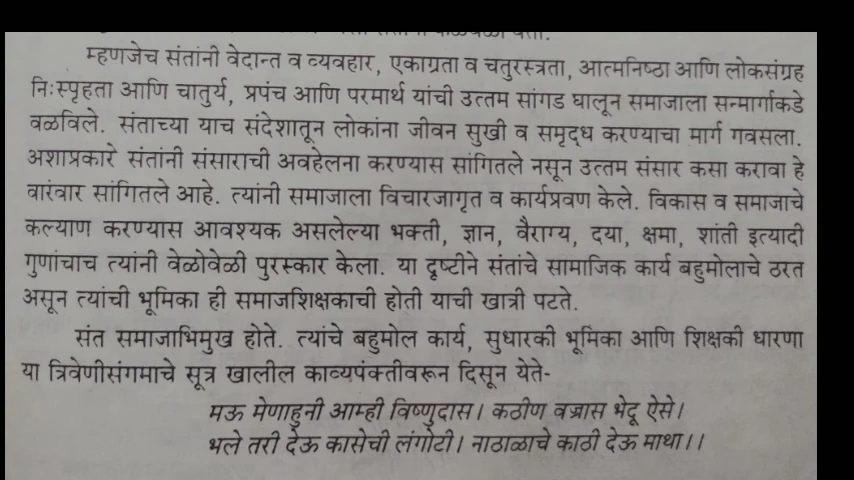 म्हणजेच संतांनी वेदान्त व व्यवहार, एकाग्रता व चतुरस्त्रता, आत्मनिष्ठा आणि लोकसंग्रह
निःस्पृहता आणि चातुर्य, प्रपंच आणि परमार्थ यांची उत्तम सांगड घालून समाजाला सन्मार्गाकडे
वळविले. संताच्या याच संदेशातून लोकांना जीवन सुखी व समृद्ध करण्याचा मार्ग गवसला.
अशाप्रकारे संतांनी संसाराची अवहेलना करण्यास सांगितले नसून उत्तम संसार कसा करावा हे
वारंवार सांगितले आहे. त्यांनी समाजाला विचारजागृत व कार्यप्रवण केले. विकास व समाजाचे
कल्याण करण्यास आवश्यक असलेल्या भक्ती, ज्ञान, वैराग्य, दया, क्षमा, शांती इत्यादी
गुणांचाच त्यांनी वेळोवेळी पुरस्कार केला. या दृष्टीने संतांचे सामाजिक कार्य बहुमोलाचे ठरत
असून त्यांची भूमिका ही समाजशिक्षकाची होती याची खात्री पटते.
संत समाजाभिमुख होते. त्यांचे बहुमोल कार्य, सुधारकी भूमिका आणि शिक्षकी धारणा
या त्रिवेणीसंगमाचे सूत्र खालील काव्यपंक्तीवरून दिसून येते-
मऊ मेणाहुनी आम्ही विष्णुदास। कठीण वज्रास भेदू ऐसे।
भले तरी देऊ कासेची लंगोटी। नाठाळाचे काठी देऊ माथा।।